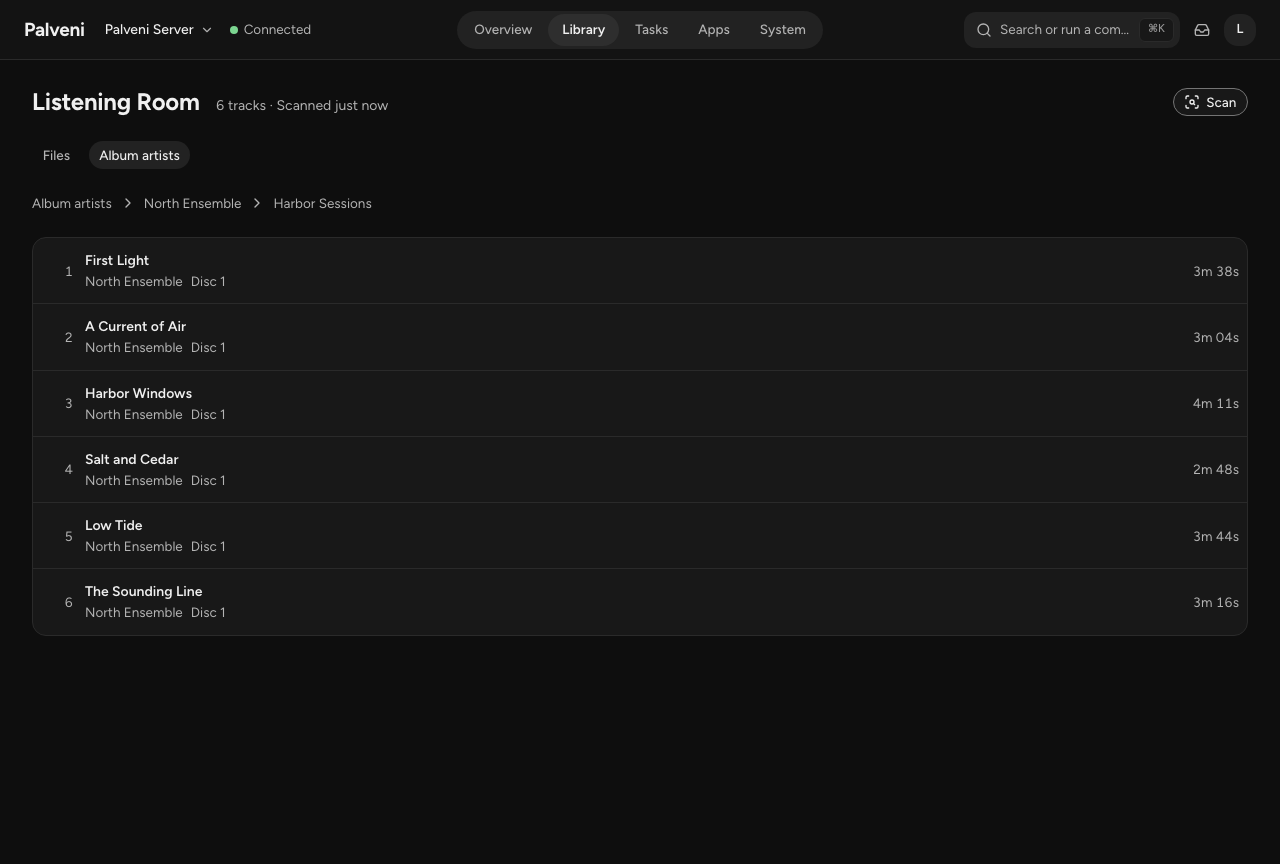 Palveni Palveni Server Connected Overview Library Tasks Apps System Search or run a com... ⌘K L
Listening Room 6 tracks · Scanned just now Scan
Files Album artists
Album artists > North Ensemble > Harbor Sessions
1 First Light 3m 38s
North Ensemble Disc 1
2 A Current of Air 3m 04s
North Ensemble Disc 1
3 Harbor Windows 4m 11s
North Ensemble Disc 1
4 Salt and Cedar 2m 48s
North Ensemble Disc 1
5 Low Tide 3m 44s
North Ensemble Disc 1
6 The Sounding Line 3m 16s
North Ensemble Disc 1